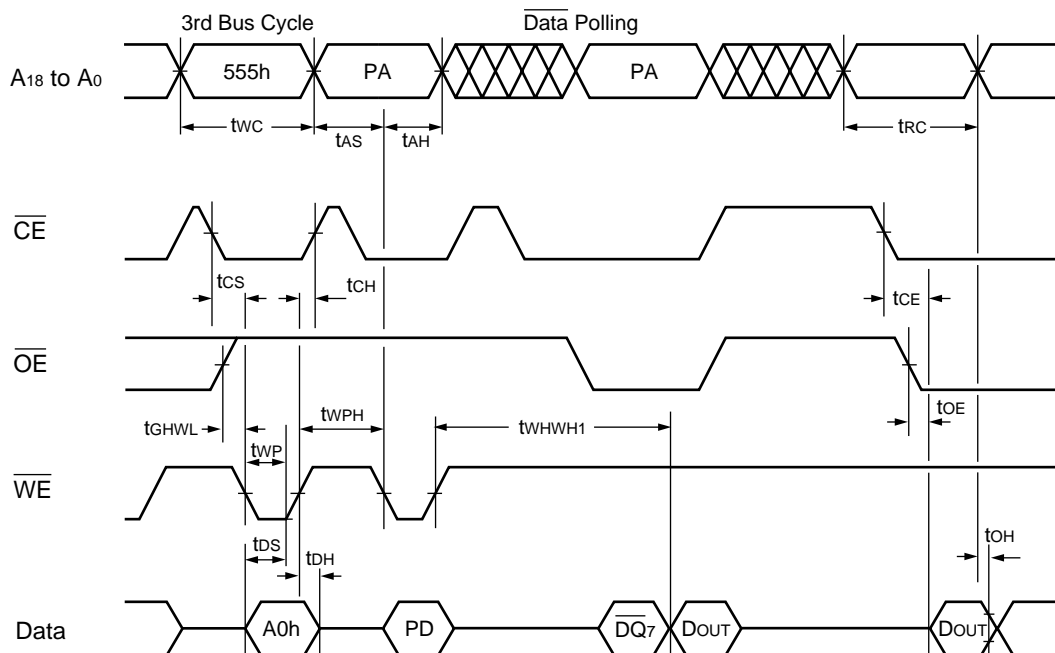 3rd Bus Cycle
Data Polling
A18 to A0
555h
PA
PA
tWC
tAS
tAH
tRC
CE
tCS
tCH
tCE
OE
tGHWL
tWP
tWPH
tWHWH1
tOE
WE
tDS
tDH
tOH
Data
A0h
PD
DQ7
DOUT
DOUT